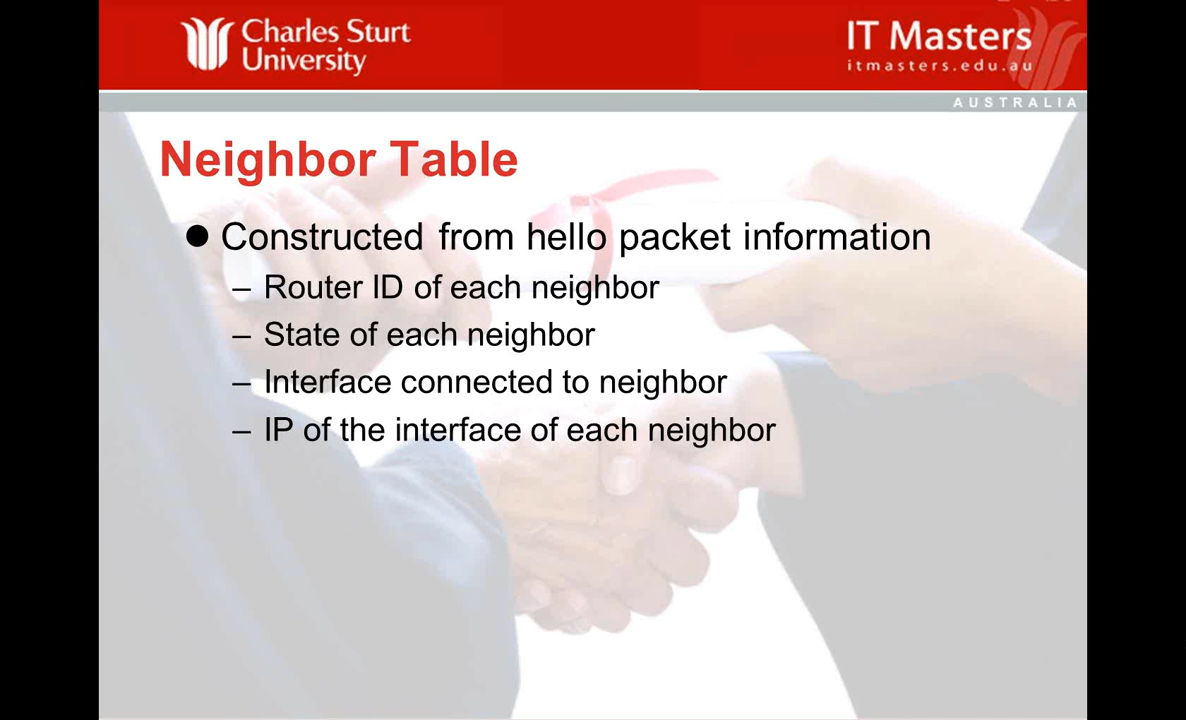 Charles Sturt
University
IT Masters
itmasters.edu.au
AUSTRALIA
Neighbor Table
● Constructed from hello packet information
– Router ID of each neighbor
– State of each neighbor
– Interface connected to neighbor
– IP of the interface of each neighbor